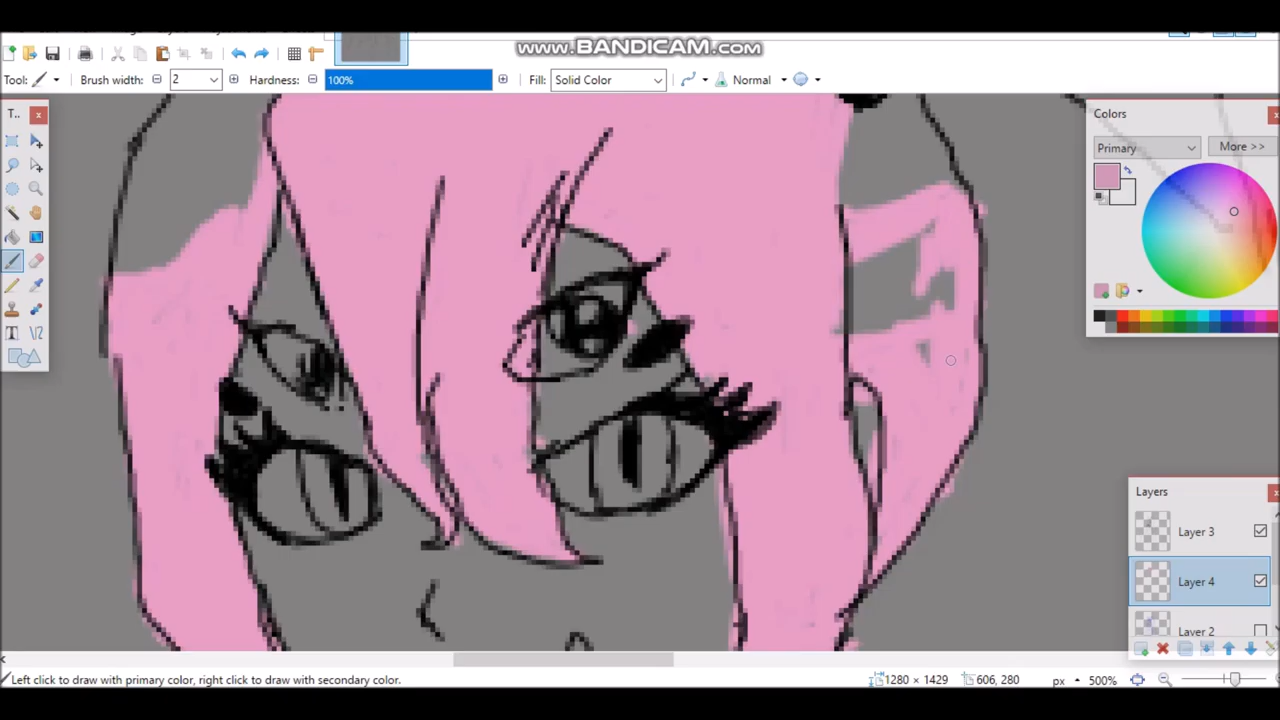 www.BANDICAM.com
Tool:
Brush width:
2
Hardness:
100%
Fill:
Solid Color
Normal
T..
Colors
Primary
More >>
Layers
Layer 3
Layer 4
Layer 2
Left click to draw with primary color, right click to draw with secondary color.
1280 × 1429
606, 280
px
500%